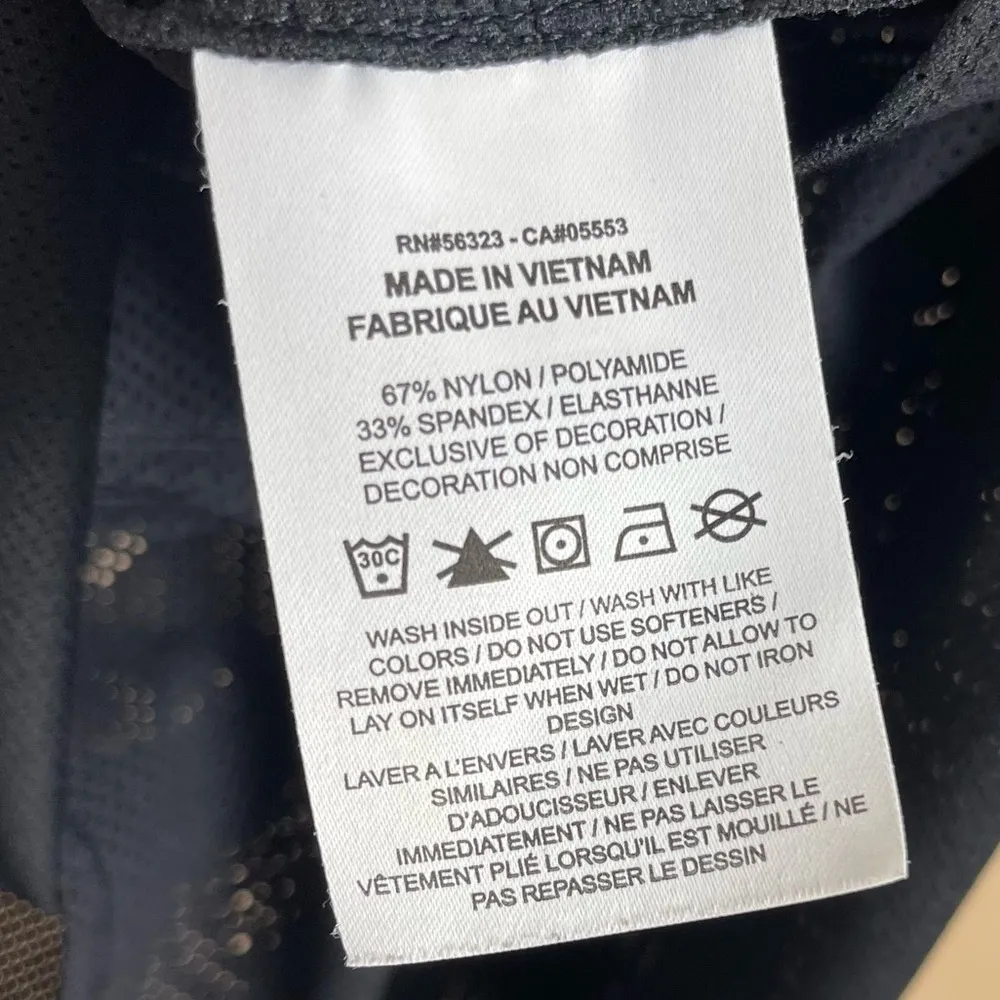 RN#56323 - CA#05553
MADE IN VIETNAM
FABRIQUE AU VIETNAM
67% NYLON / POLYAMIDE
33% SPANDEX / ELASTHANNE
EXCLUSIVE OF DECORATION /
DECORATION NON COMPRISE
30C
WASH INSIDE OUT / WASH WITH LIKE
COLORS / DO NOT USE SOFTENERS /
REMOVE IMMEDIATELY / DO NOT ALLOW TO
LAY ON ITSELF WHEN WET / DO NOT IRON
DESIGN
LAVER A L'ENVERS / LAVER AVEC COULEURS
SIMILAIRES / NE PAS UTILISER
D'ADOUCISSEUR / ENLEVER
IMMEDIATEMENT / NE PAS LAISSER LE
VÊTEMENT PLIÉ LORSQU'IL EST MOUILLÉ / NE
PAS REPASSER LE DESSIN